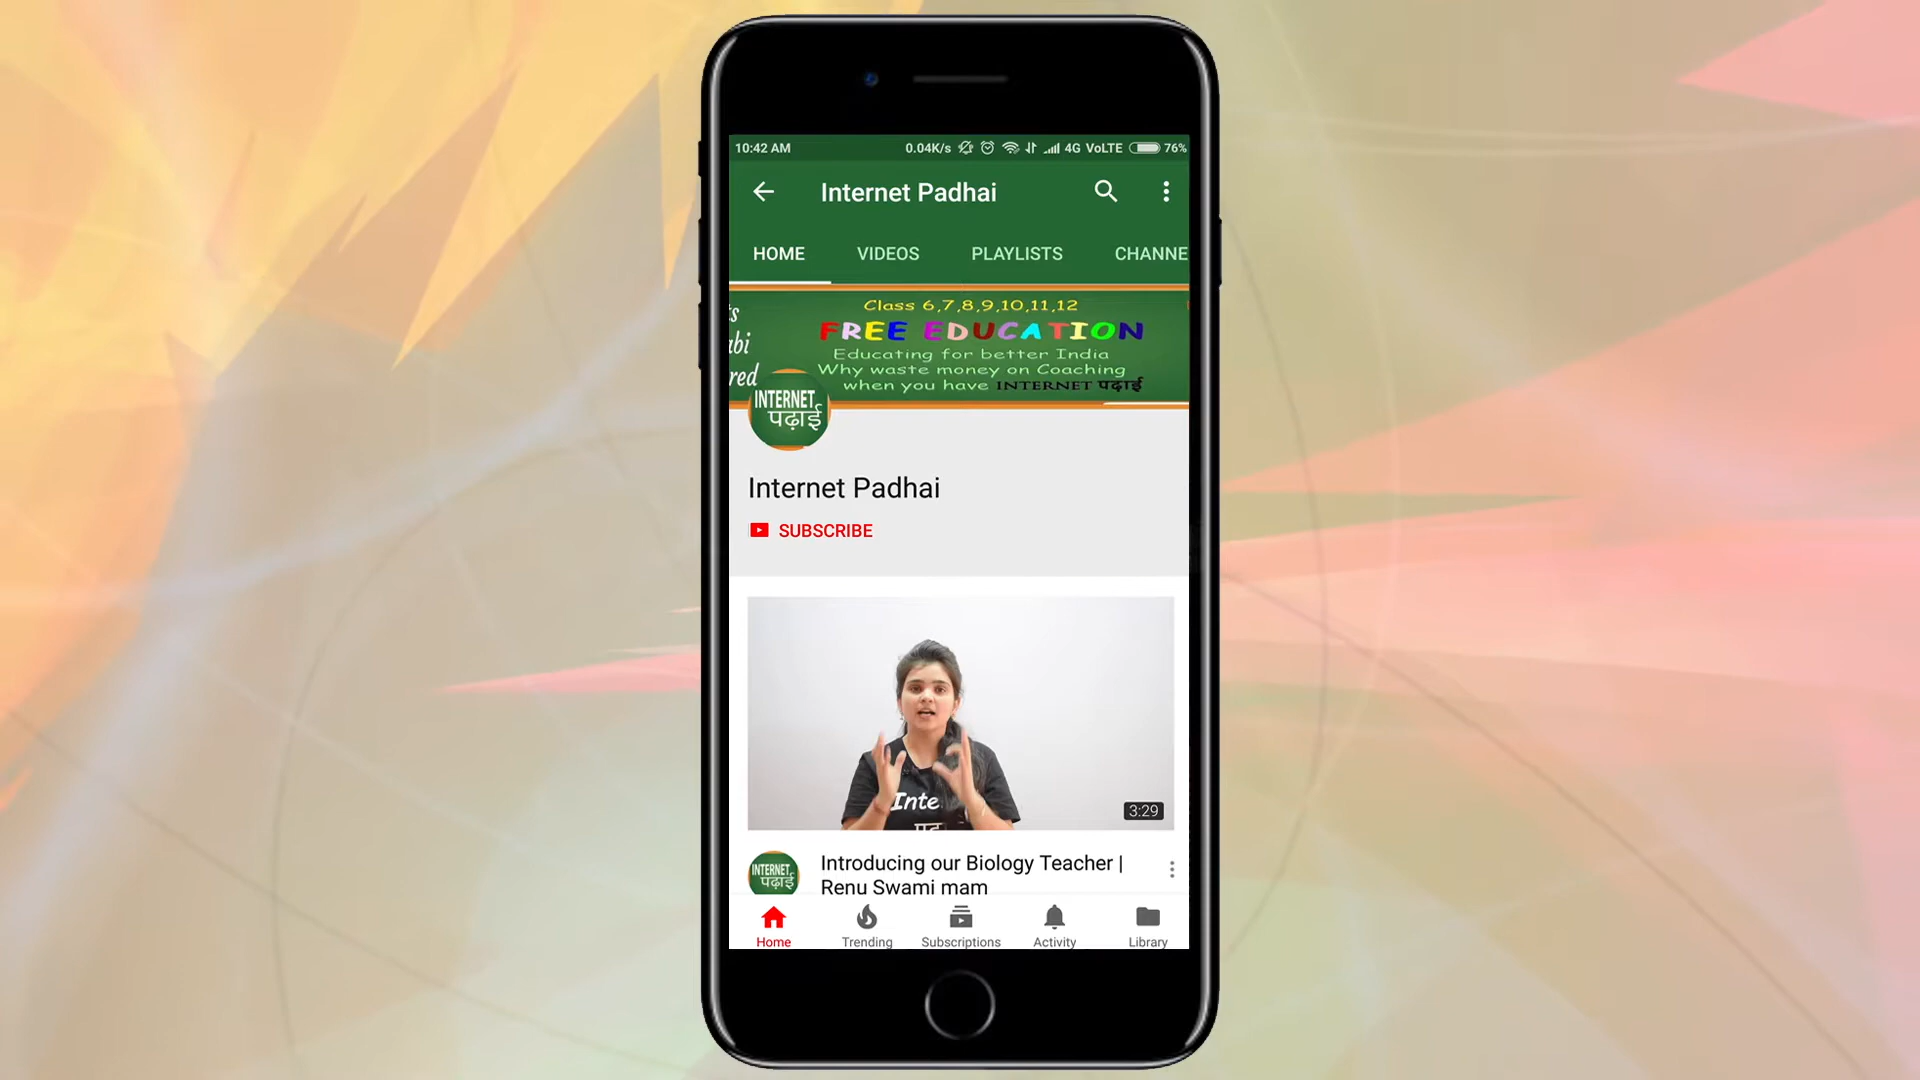 10:42 AM 0.04K/s 4G VoLTE 76%
Internet Padhai
HOME VIDEOS PLAYLISTS CHANNE
Class 6,7,8,9,10,11,12
FREE EDUCATION
Educating for better India
Why waste money on Coaching
when you have INTERNET पढ़ाई
red
INTERNET
पढ़ाई
Internet Padhai
SUBSCRIBE
Inte
3:29
INTERNET
पढ़ाई
Introducing our Biology Teacher |
Renu Swami mam
Home Trending Subscriptions Activity Library